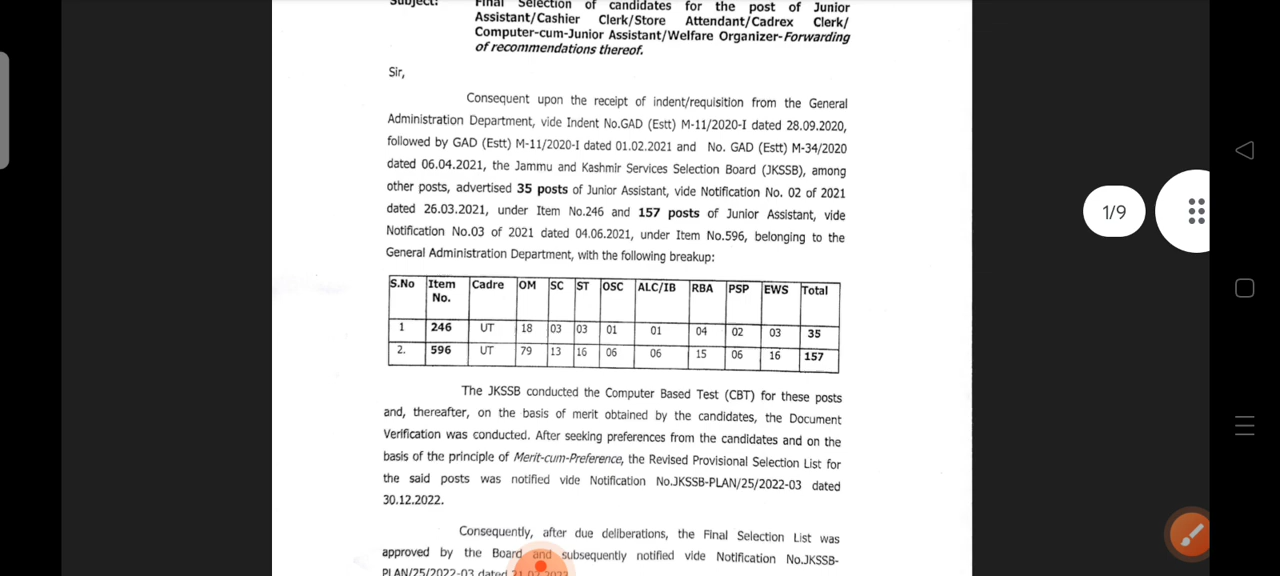 Subject: Final Selection of candidates for the post of Junior
Assistant/Cashier Clerk/Store Attendant/Cadrex Clerk/
Computer-cum-Junior Assistant/Welfare Organizer-Forwarding
of recommendations thereof.
Sir,
Consequent upon the receipt of indent/requisition from the General
Administration Department, vide Indent No.GAD (Estt) M-11/2020-I dated 28.09.2020,
followed by GAD (Estt) M-11/2020-I dated 01.02.2021 and No. GAD (Estt) M-34/2020
dated 06.04.2021, the Jammu and Kashmir Services Selection Board (JKSSB), among
other posts, advertised 35 posts of Junior Assistant, vide Notification No. 02 of 2021
dated 26.03.2021, under Item No.246 and 157 posts of Junior Assistant, vide
Notification No.03 of 2021 dated 04.06.2021, under Item No.596, belonging to the
General Administration Department, with the following breakup:
S.No Item No. Cadre OM SC ST OSC ALC/IB RBA PSP EWS Total
1 246 UT 18 03 03 01 01 04 02 03 35
2. 596 UT 79 13 16 06 06 15 06 16 157
The JKSSB conducted the Computer Based Test (CBT) for these posts
and, thereafter, on the basis of merit obtained by the candidates, the Document
Verification was conducted. After seeking preferences from the candidates and on the
basis of the principle of Merit-cum-Preference, the Revised Provisional Selection List for
the said posts was notified vide Notification No.JKSSB-PLAN/25/2022-03 dated
30.12.2022.
Consequently, after due deliberations, the Final Selection List was
approved by the Board and subsequently notified vide Notification No.JKSSB-
PLAN/25/2022-03 dated
1/9